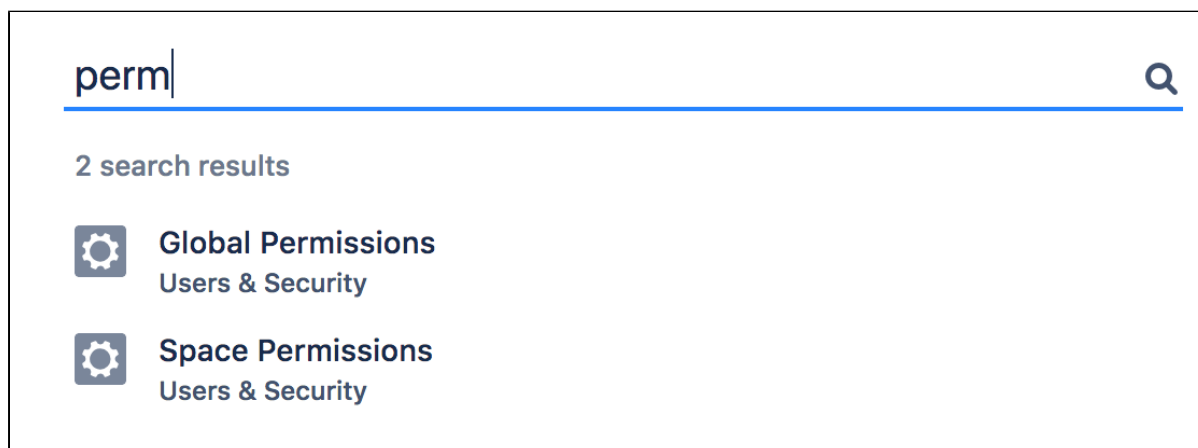 perm
2 search results
Global Permissions
Users & Security
Space Permissions
Users & Security